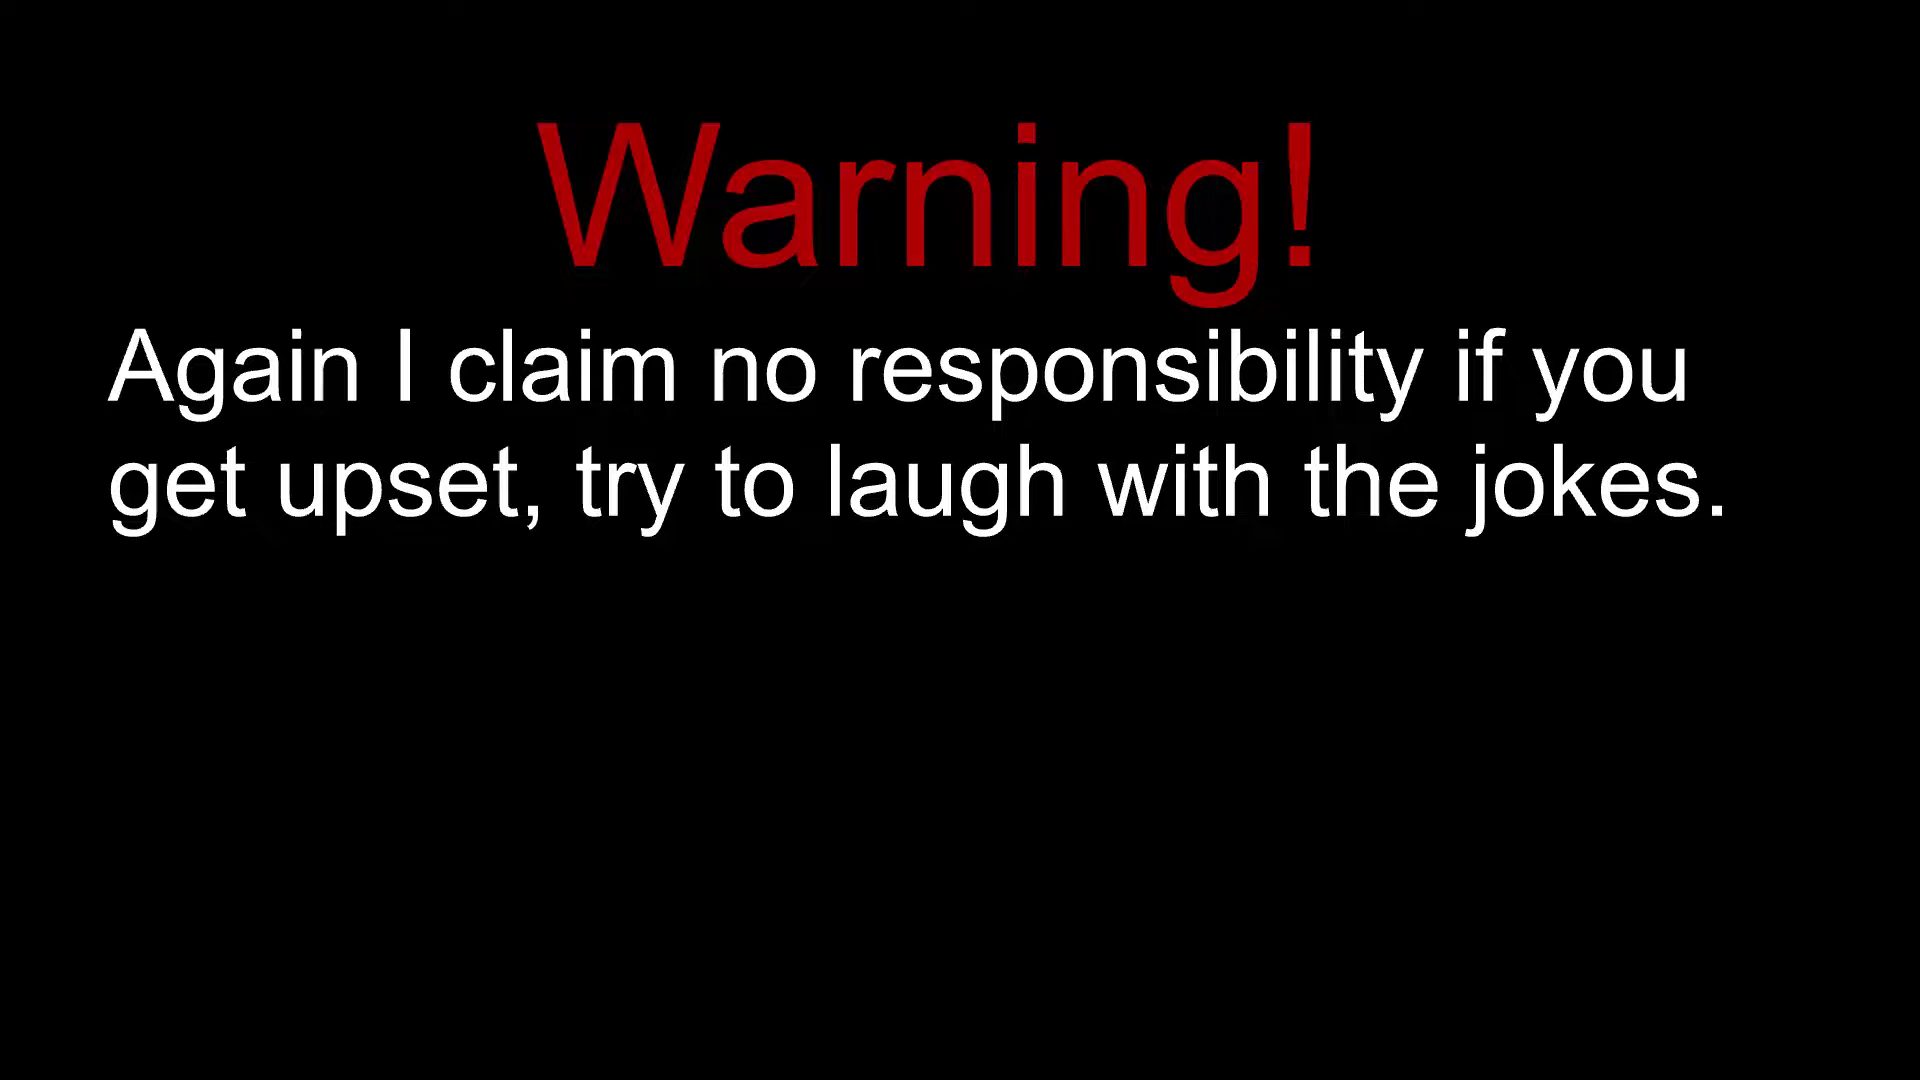 Warning!
Again I claim no responsibility if you
get upset, try to laugh with the jokes.